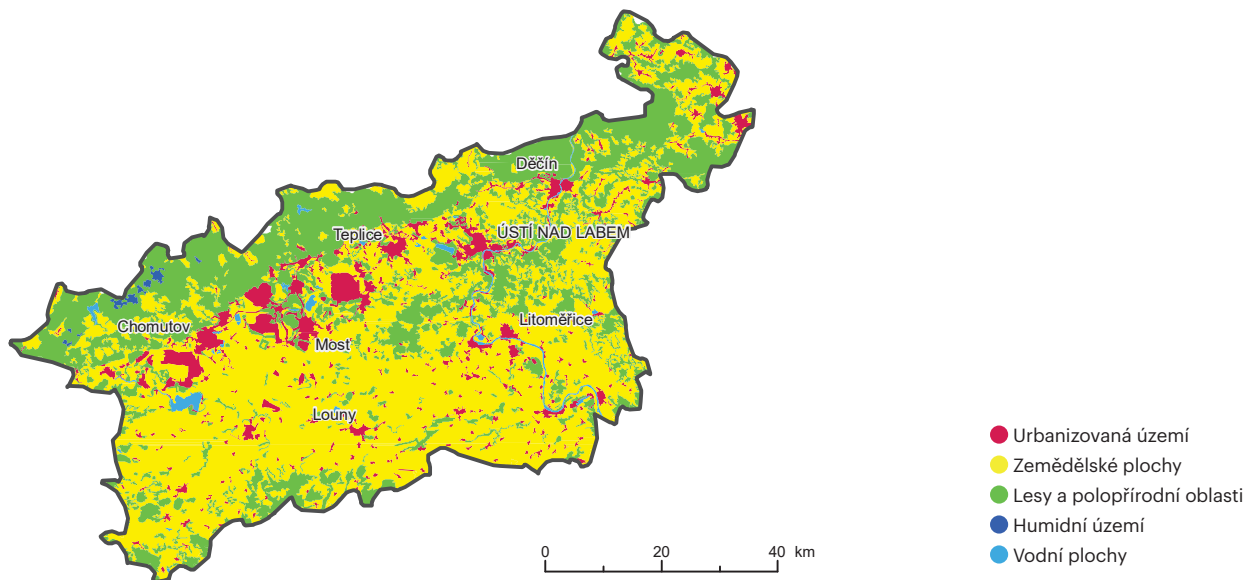 Děčín
ÚSTÍ NAD LABEM
Teplice
Chomutov
Litoměřice
Most
Louny
Urbanizovaná území
Zemědělské plochy
Lesy a polopřírodní oblasti
Humidní území
Vodní plochy
0 20 40 km